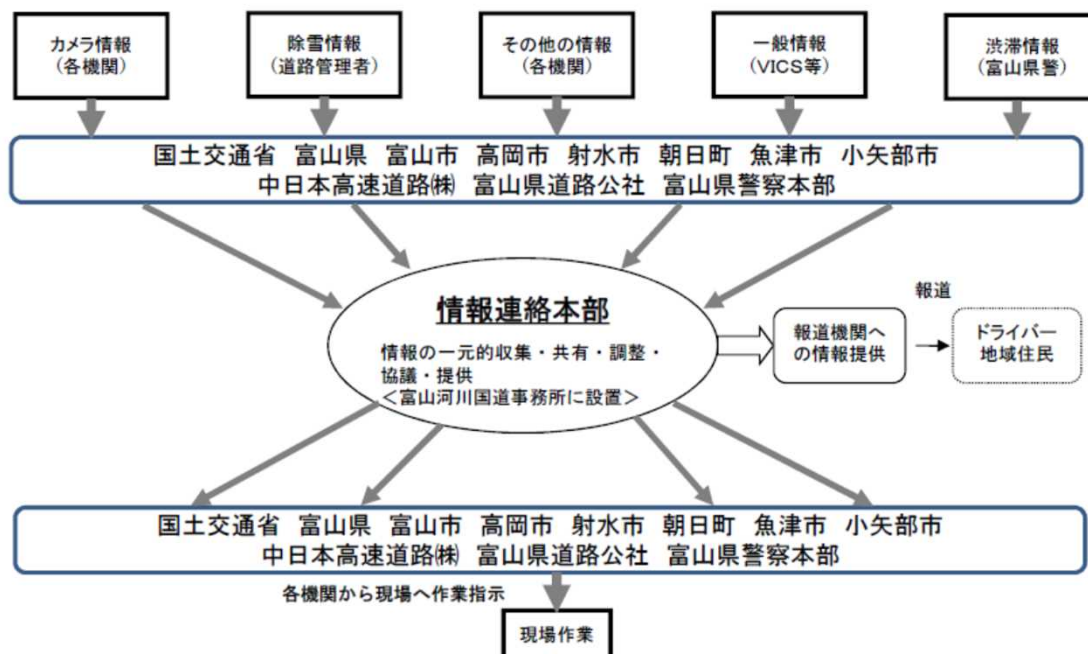 カメラ情報
(各機関)
除雪情報
(道路管理者)
その他の情報
(各機関)
一般情報
(VICS等)
渋滞情報
(富山県警)
国土交通省　富山県　富山市　高岡市　射水市　朝日町　魚津市　小矢部市
中日本高速道路㈱　富山県道路公社　富山県警察本部
情報連絡本部
情報の一元的収集・共有・調整・
協議・提供
＜富山河川国道事務所に設置＞
報道機関へ
の情報提供
報道
ドライバー
地域住民
国土交通省　富山県　富山市　高岡市　射水市　朝日町　魚津市　小矢部市
中日本高速道路㈱　富山県道路公社　富山県警察本部
各機関から現場へ作業指示
現場作業